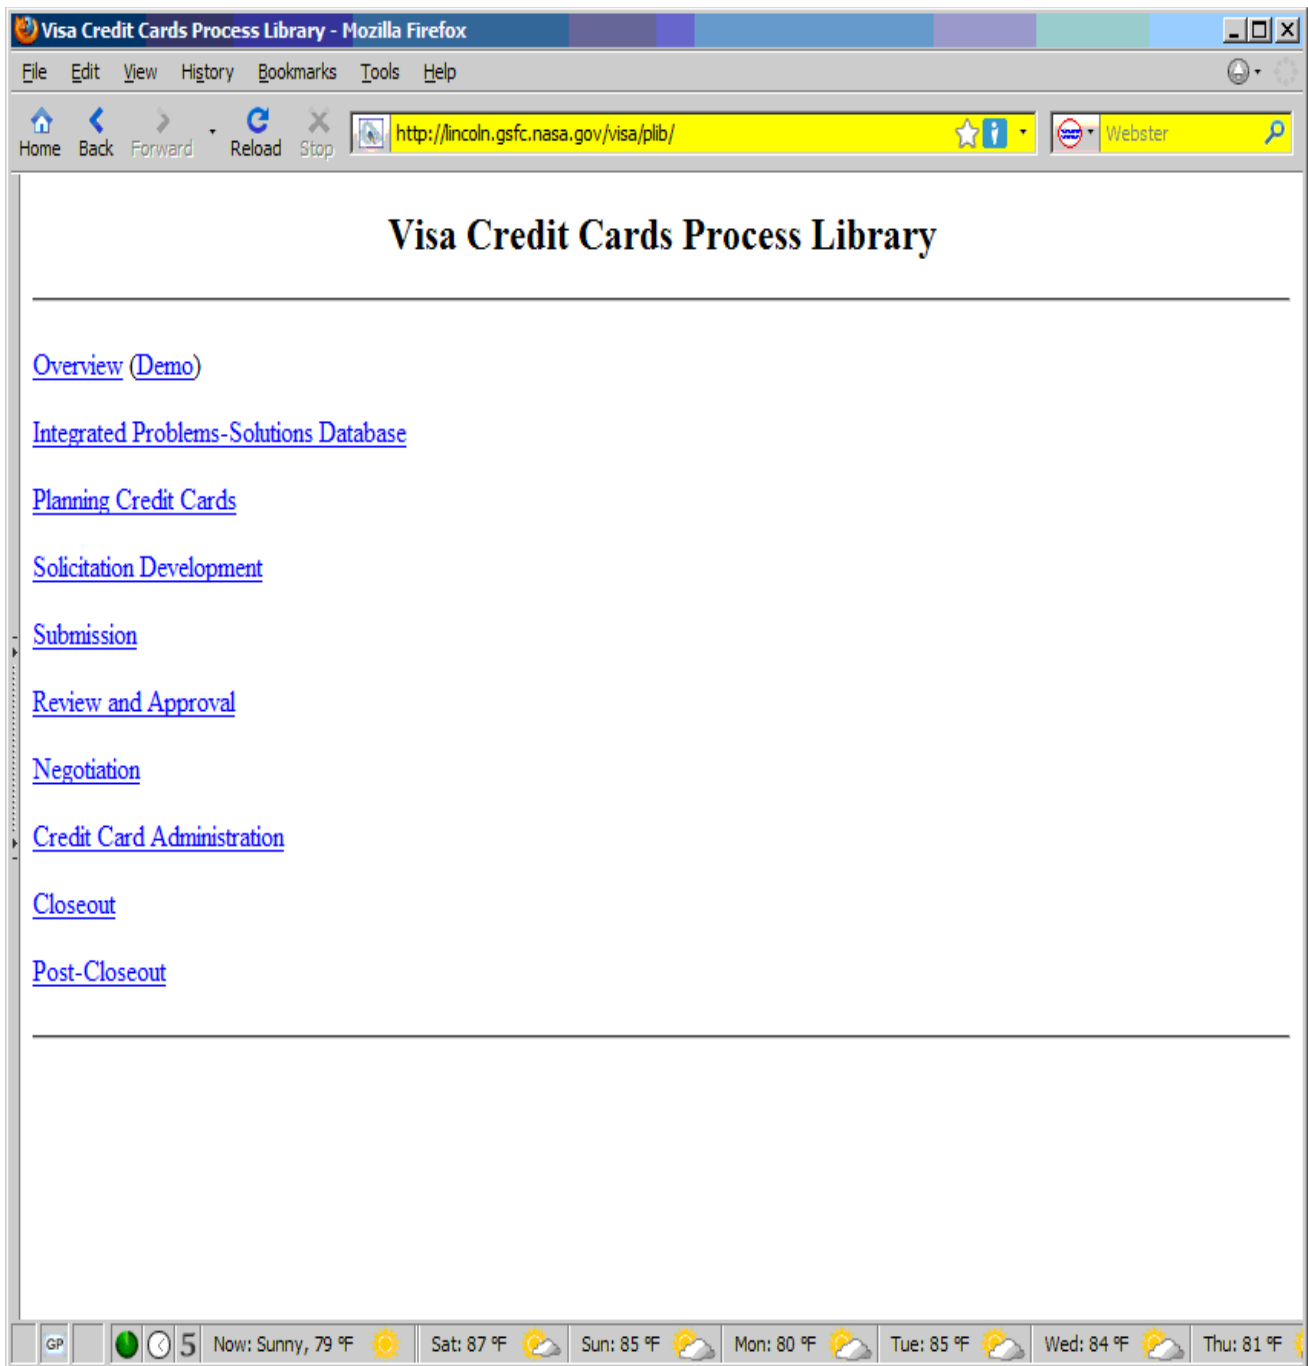 Visa Credit Cards Process Library - Mozilla Firefox
File Edit View History Bookmarks Tools Help
Home Back Forward Reload Stop http://lincoln.gsfc.nasa.gov/visa/plib/ Webster
Visa Credit Cards Process Library
Overview (Demo)
Integrated Problems-Solutions Database
Planning Credit Cards
Solicitation Development
Submission
Review and Approval
Negotiation
Credit Card Administration
Closeout
Post-Closeout
GP 5 Now: Sunny, 79 °F Sat: 87 °F Sun: 85 °F Mon: 80 °F Tue: 85 °F Wed: 84 °F Thu: 81 °F